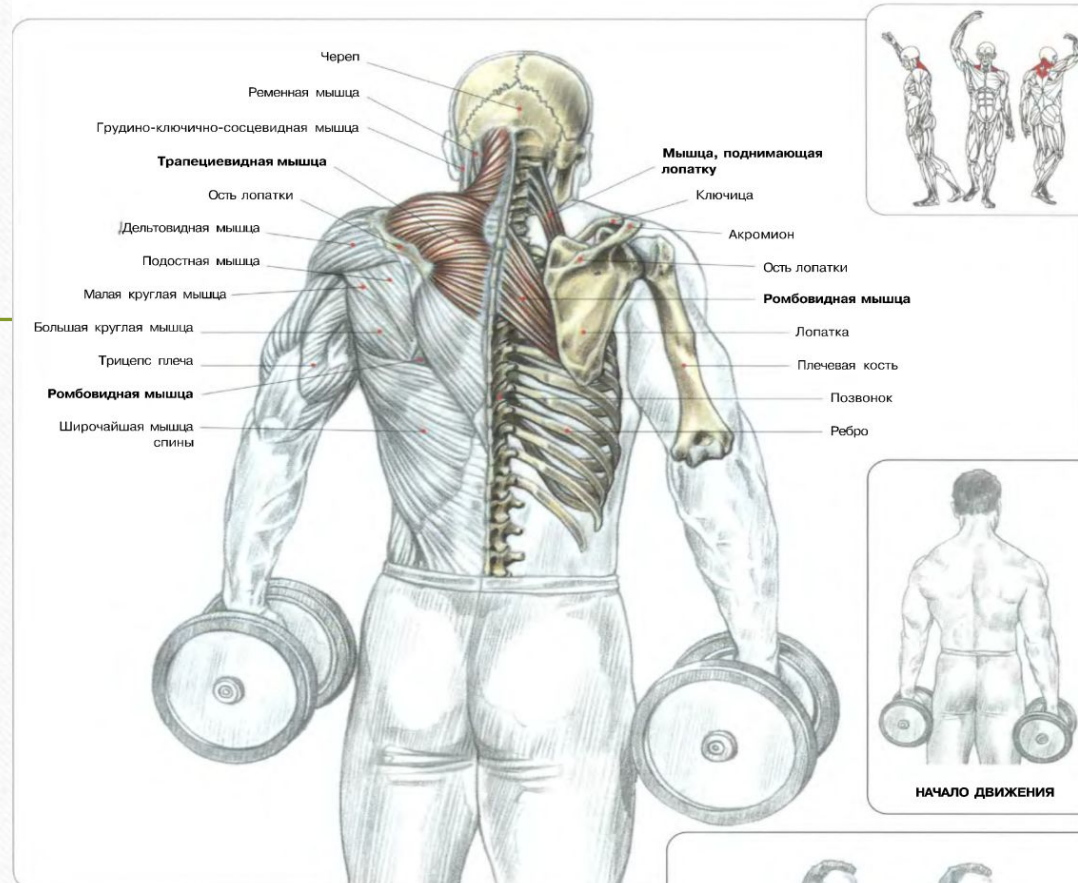 Череп
Ременная мышца
Грудино-ключично-сосцевидная мышца
Трапециевидная мышца
Ость лопатки
Дельтовидная мышца
Подостная мышца
Малая круглая мышца
Большая круглая мышца
Трицепс плеча
Ромбовидная мышца
Широчайшая мышца
спины
Мышца, поднимающая
лопатку
Ключица
Акромион
Ость лопатки
Ромбовидная мышца
Лопатка
Плечевая кость
Позвонок
Ребро
НАЧАЛО ДВИЖЕНИЯ